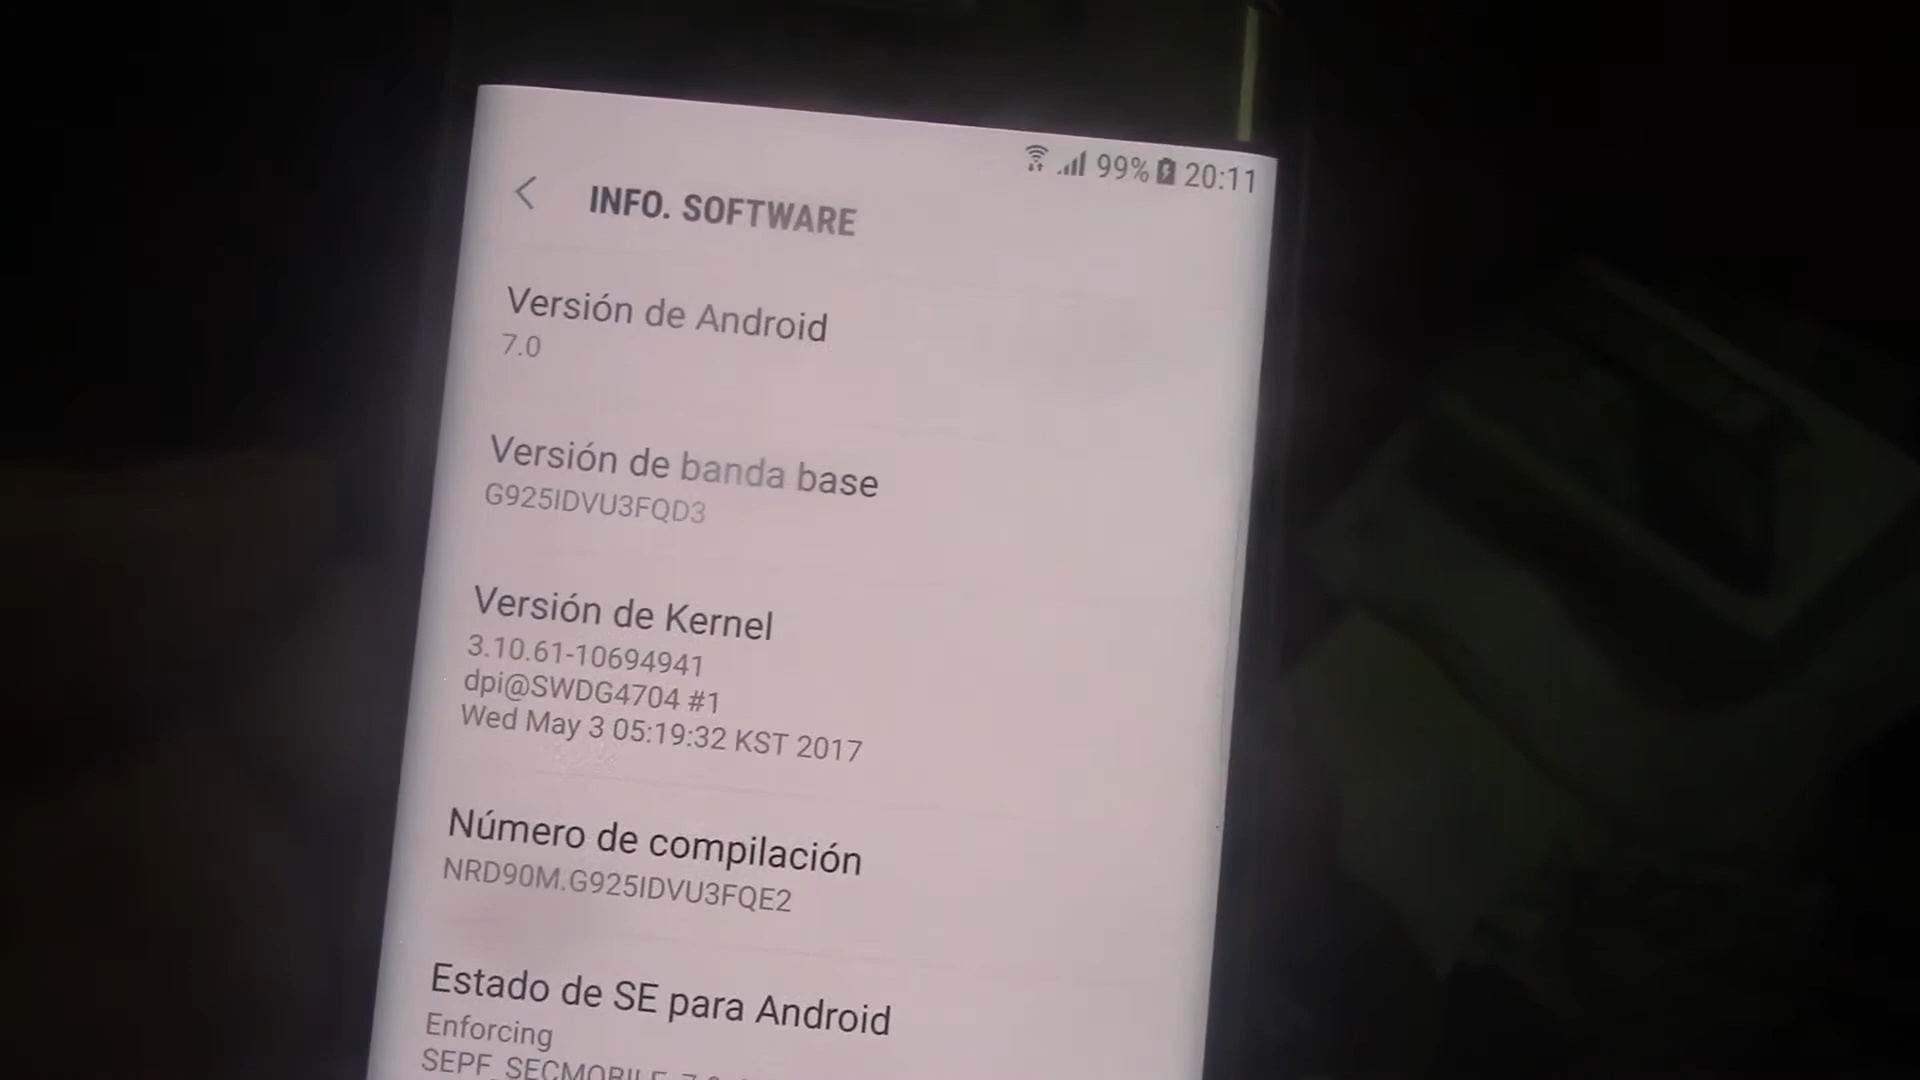 99% 20:11
INFO. SOFTWARE
Versión de Android
7.0
Versión de banda base
G925IDVU3FQD3
Versión de Kernel
3.10.61-10694941
dpi@SWDG4704 #1
Wed May 3 05:19:32 KST 2017
Número de compilación
NRD90M.G925IDVU3FQE2
Estado de SE para Android
Enforcing
SEPF_SECMOBILE_7